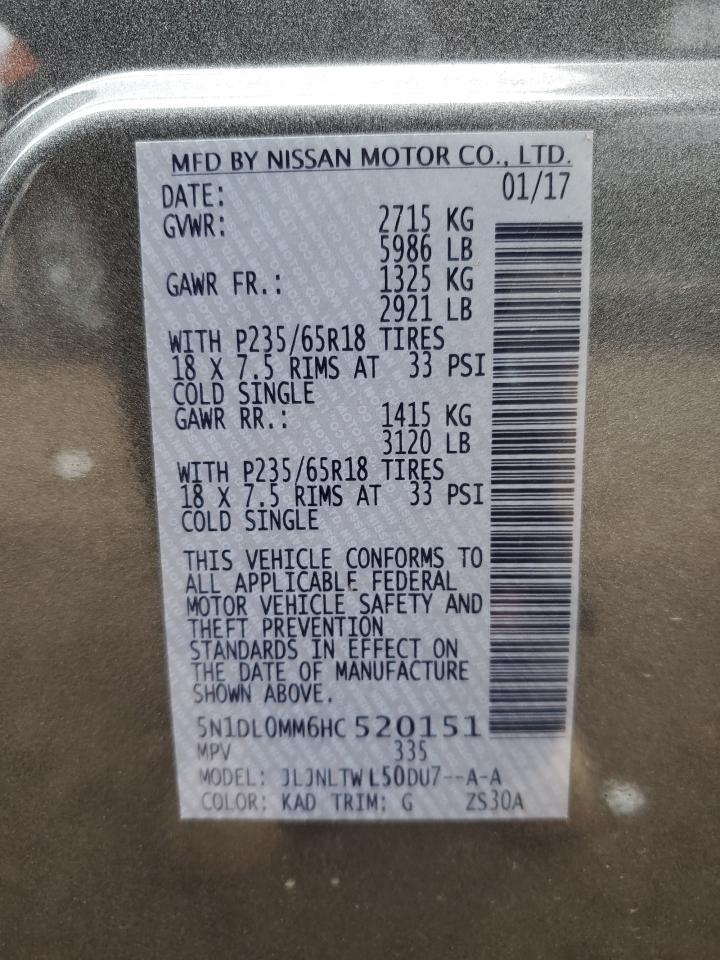 MFD BY NISSAN MOTOR CO., LTD.
DATE: 01/17
GVWR: 2715 KG
5986 LB
GAWR FR.: 1325 KG
2921 LB
WITH P235/65R18 TIRES
18 X 7.5 RIMS AT 33 PSI
COLD SINGLE
GAWR RR.: 1415 KG
3120 LB
WITH P235/65R18 TIRES
18 X 7.5 RIMS AT 33 PSI
COLD SINGLE
THIS VEHICLE CONFORMS TO
ALL APPLICABLE FEDERAL
MOTOR VEHICLE SAFETY AND
THEFT PREVENTION
STANDARDS IN EFFECT ON
THE DATE OF MANUFACTURE
SHOWN ABOVE.
5N1DL0MM6HC 520151
MPV 335
MODEL: JLJNLTW L50DU7--A-A
COLOR: KAD TRIM: G ZS30A